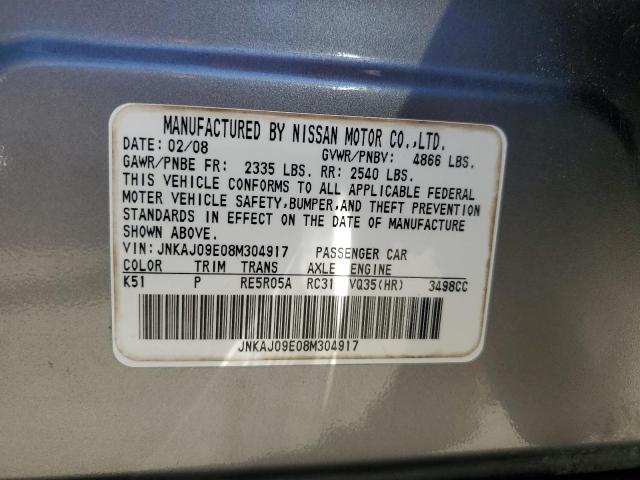 MANUFACTURED BY NISSAN MOTOR CO.,LTD.
DATE: 02/08 GVWR/PNBV: 4866 LBS.
GAWR/PNBE FR: 2335 LBS. RR: 2540 LBS.
THIS VEHICLE CONFORMS TO ALL APPLICABLE FEDERAL
MOTER VEHICLE SAFETY,BUMPER,AND THEFT PREVENTION
STANDARDS IN EFFECT ON THE DATE OF MANUFACTURE
SHOWN ABOVE.
VIN: JNKAJ09E08M304917 PASSENGER CAR
COLOR TRIM TRANS AXLE ENGINE
K51 P RE5R05A RC31 VQ35(HR) 3498CC
JNKAJ09E08M304917